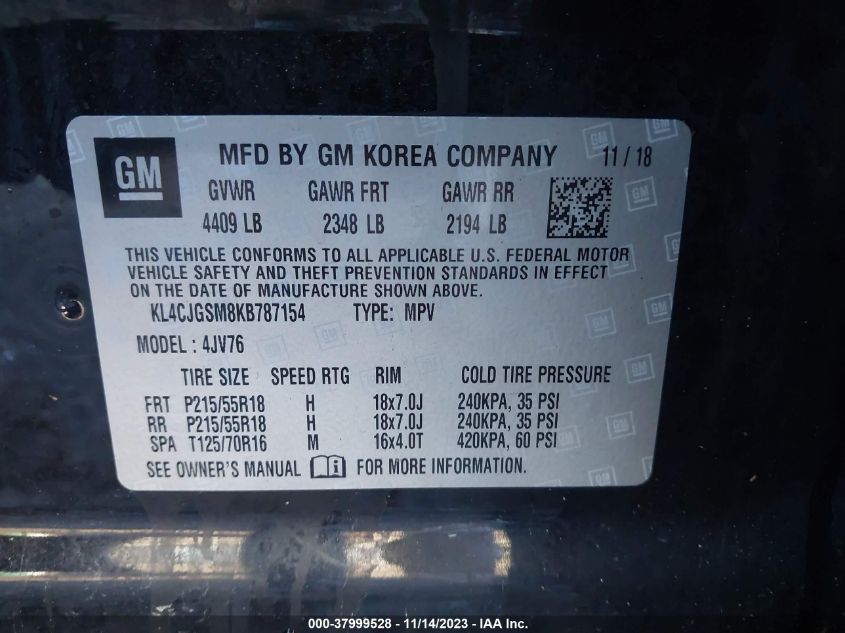 GM
MFD BY GM KOREA COMPANY 11 / 18
GVWR GAWR FRT GAWR RR
4409 LB 2348 LB 2194 LB
THIS VEHICLE CONFORMS TO ALL APPLICABLE U.S. FEDERAL MOTOR
VEHICLE SAFETY AND THEFT PREVENTION STANDARDS IN EFFECT
ON THE DATE OF MANUFACTURE SHOWN ABOVE.
KL4CJGSM8KB787154 TYPE: MPV
MODEL : 4JV76
TIRE SIZE SPEED RTG RIM COLD TIRE PRESSURE
FRT P215/55R18 H 18x7.0J 240KPA, 35 PSI
RR P215/55R18 H 18x7.0J 240KPA, 35 PSI
SPA T125/70R16 M 16x4.0T 420KPA, 60 PSI
SEE OWNER'S MANUAL FOR MORE INFORMATION.
000-37999528 - 11/14/2023 - IAA Inc.